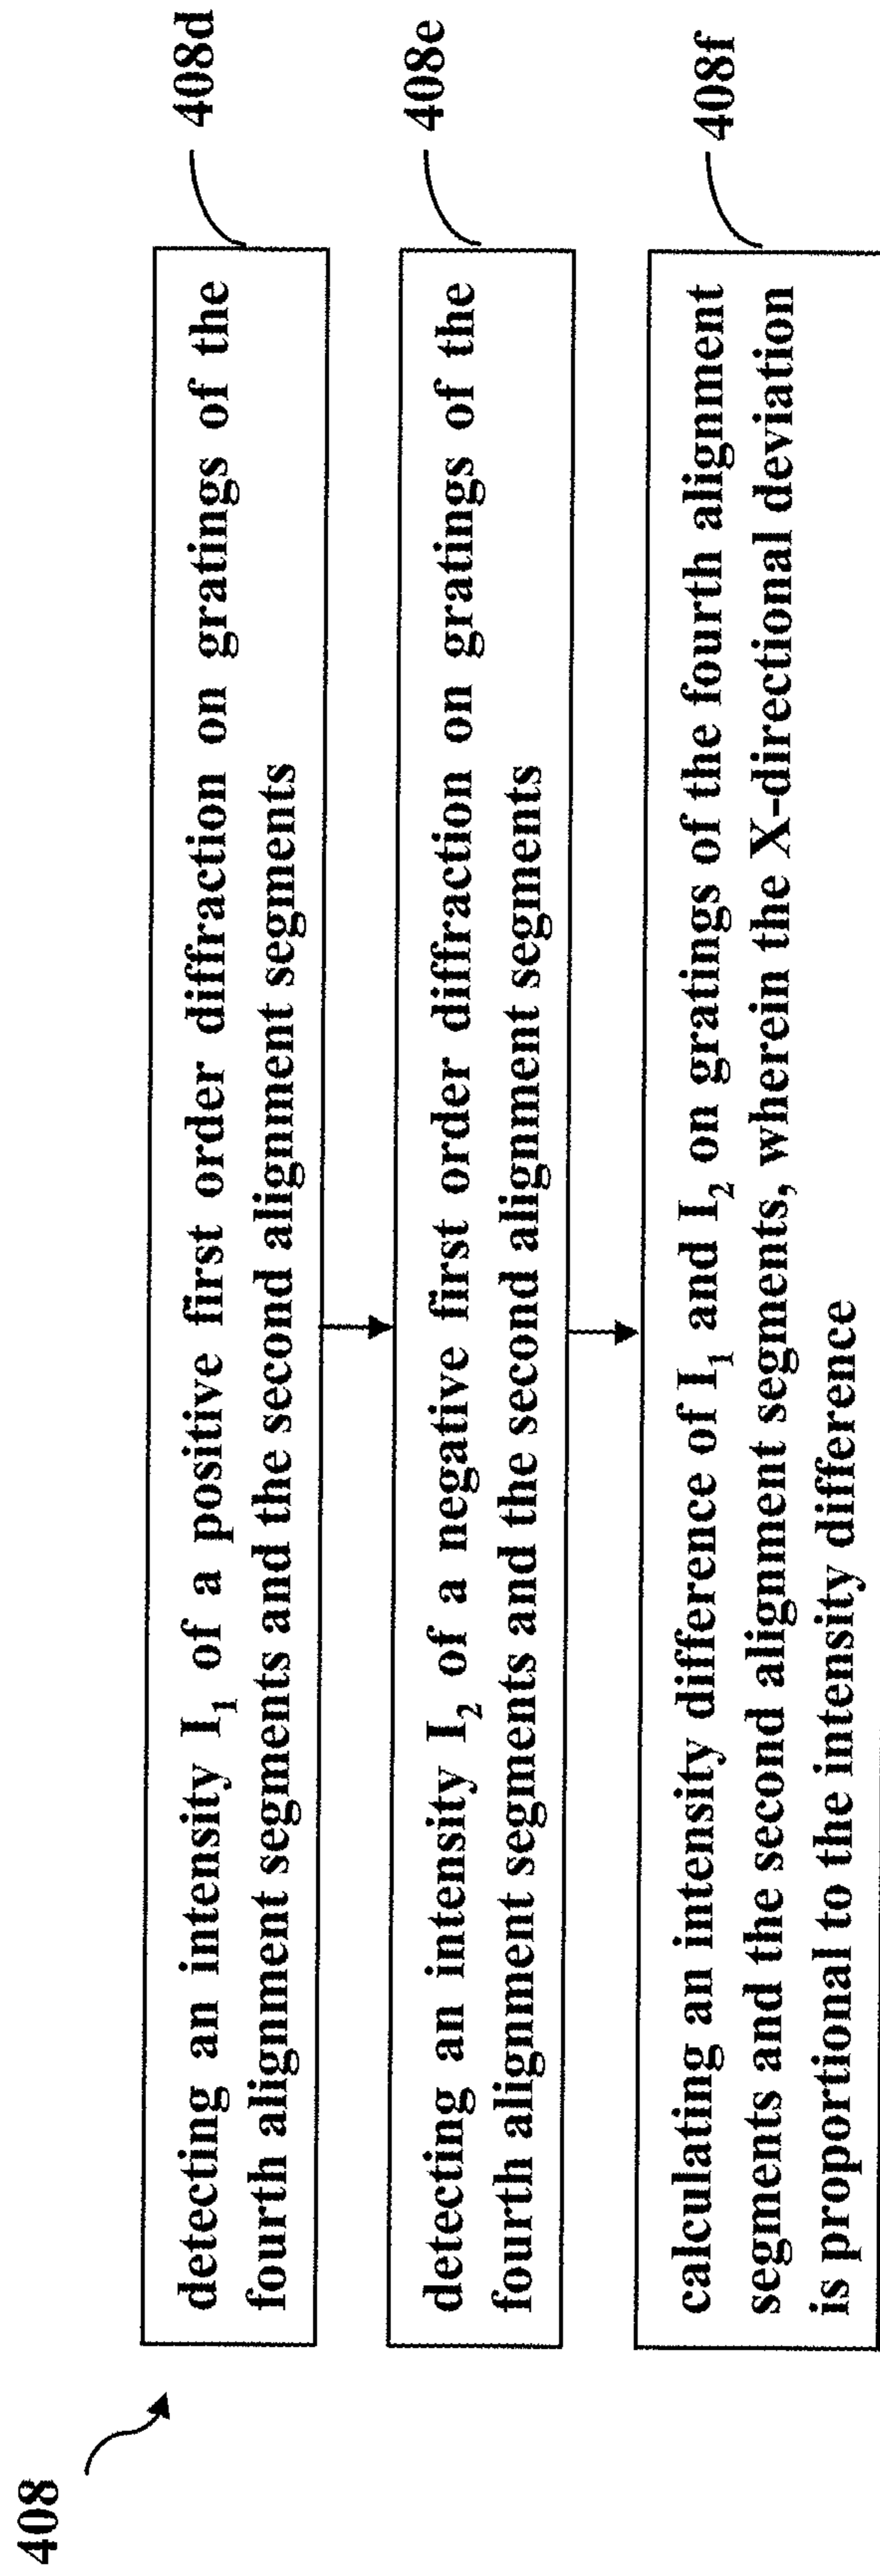 408
detecting an intensity I₁ of a positive first order diffraction on gratings of the
fourth alignment segments and the second alignment segments
408d
detecting an intensity I₂ of a negative first order diffraction on gratings of the
fourth alignment segments and the second alignment segments
408e
calculating an intensity difference of I₁ and I₂ on gratings of the fourth alignment
segments and the second alignment segments, wherein the X-directional deviation
is proportional to the intensity difference
408f